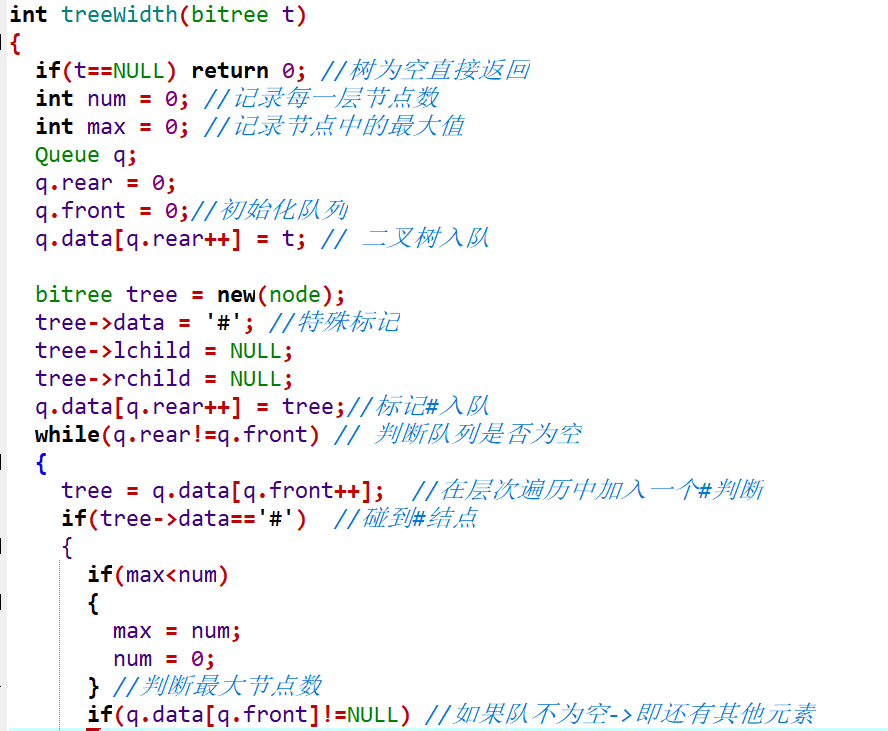 int treeWidth(bitree t)
{
if(t==NULL) return 0; //树为空直接返回
int num = 0; //记录每一层节点数
int max = 0; //记录节点中的最大值
Queue q;
q.rear = 0;
q.front = 0;//初始化队列
q.data[q.rear++] = t; // 二叉树入队
bitree tree = new(node);
tree->data = '#'; //特殊标记
tree->lchild = NULL;
tree->rchild = NULL;
q.data[q.rear++] = tree;//标记#入队
while(q.rear!=q.front) // 判断队列是否为空
{
tree = q.data[q.front++]; //在层次遍历中加入一个#判断
if(tree->data=='#') //碰到#结点
{
if(max<num)
{
max = num;
num = 0;
} //判断最大节点数
if(q.data[q.front]!=NULL) //如果队不为空->即还有其他元素